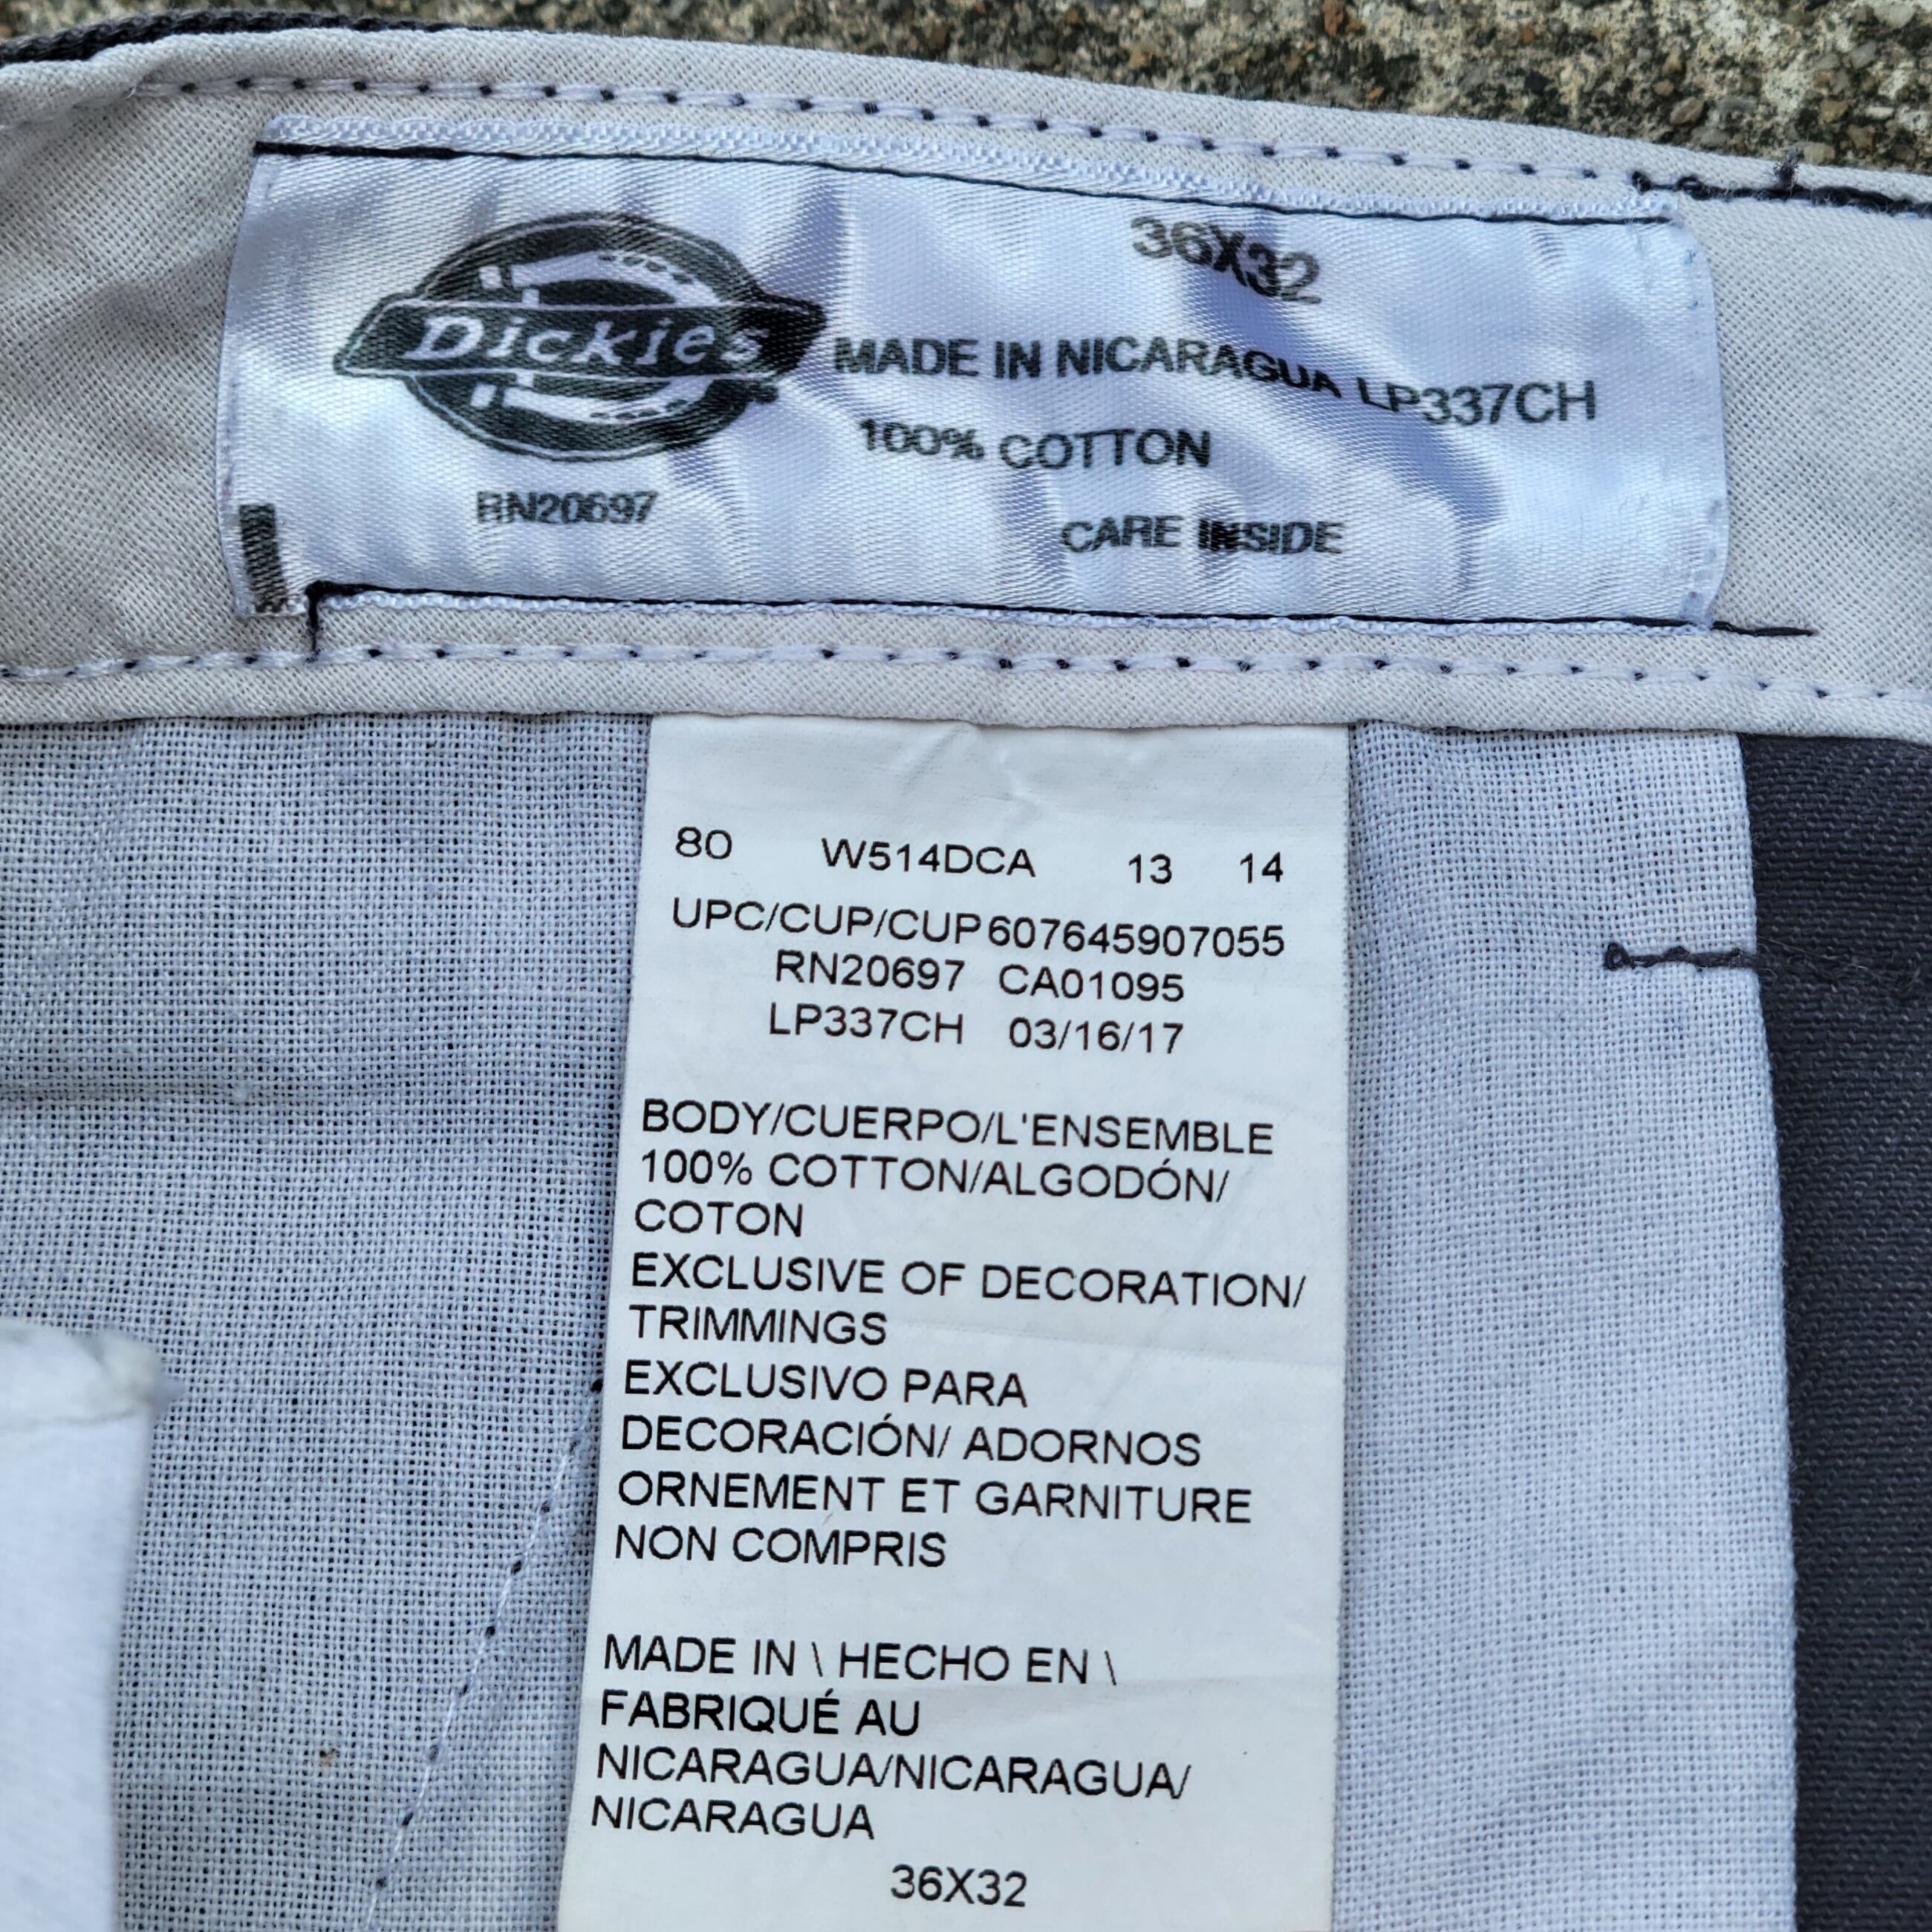 36X32
Dickies
MADE IN NICARAGUA LP337CH
100% COTTON
RN20697
CARE INSIDE
80 W514DCA 13 14
UPC/CUP/CUP607645907055
RN20697 CA01095
LP337CH 03/16/17
BODY/CUERPO/L'ENSEMBLE
100% COTTON/ALGODÓN/
COTON
EXCLUSIVE OF DECORATION/
TRIMMINGS
EXCLUSIVO PARA
DECORACIÓN/ ADORNOS
ORNEMENT ET GARNITURE
NON COMPRIS
MADE IN \ HECHO EN \
FABRIQUÉ AU
NICARAGUA/NICARAGUA/
NICARAGUA
36X32